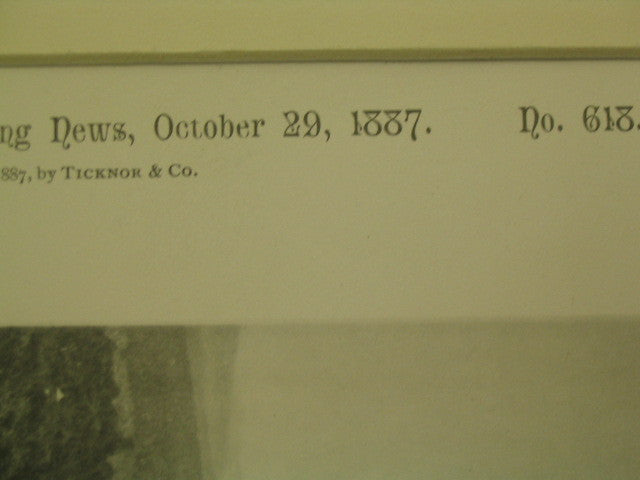 ng News, October 29, 1887. No. 618.
887, by TICKNOR & Co.